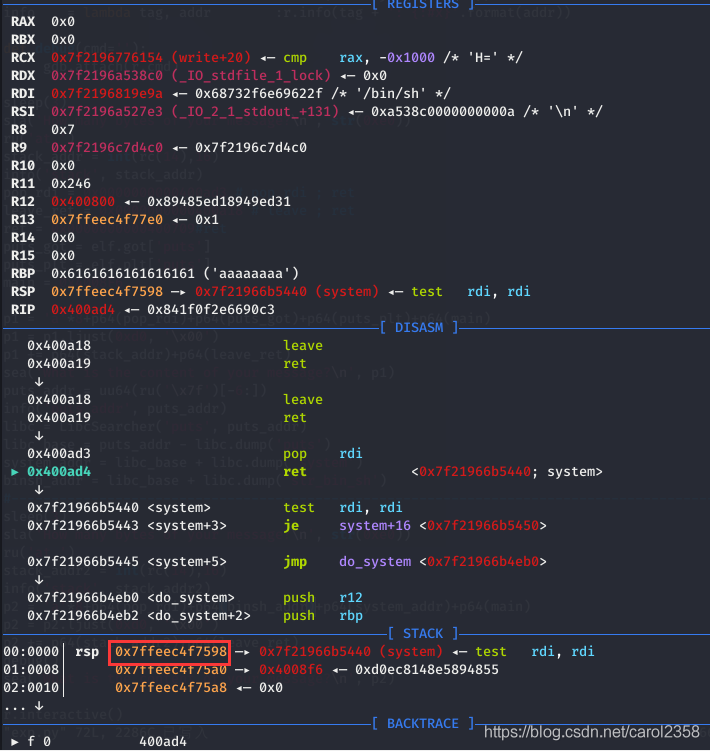 [ REGISTERS ]
RAX 0x0
RBX 0x0
RCX 0x7f2196776154 (write+20) ◂— cmp rax, -0x1000 /* 'H=' */
RDX 0x7f2196a538c0 (_IO_stdfile_1_lock) ◂— 0x0
RDI 0x7f2196819e9a ◂— 0x68732f6e69622f /* '/bin/sh' */
RSI 0x7f2196a527e3 (_IO_2_1_stdout_+131) ◂— 0xa538c0000000000a /* '\n' */
R8 0x7
R9 0x7f2196c7d4c0 ◂— 0x7f2196c7d4c0
R10 0x0
R11 0x246
R12 0x400800 ◂— 0x89485ed18949ed31
R13 0x7ffeec4f77e0 ◂— 0x1
R14 0x0
R15 0x0
RBP 0x6161616161616161 ('aaaaaaaa')
RSP 0x7ffeec4f7598 —▸ 0x7f21966b5440 (system) ◂— test rdi, rdi
RIP 0x400ad4 ◂— 0x841f0f2e6690c3
[ DISASM ]
0x400a18 leave
0x400a19 ret
↓
0x400a18 leave
0x400a19 ret
↓
0x400ad3 pop rdi
► 0x400ad4 ret <0x7f21966b5440; system>
↓
0x7f21966b5440 <system> test rdi, rdi
0x7f21966b5443 <system+3> je system+16 <0x7f21966b5450>
0x7f21966b5445 <system+5> jmp do_system <0x7f21966b4eb0>
↓
0x7f21966b4eb0 <do_system> push r12
0x7f21966b4eb2 <do_system+2> push rbp
[ STACK ]
00:0000│ rsp 0x7ffeec4f7598 —▸ 0x7f21966b5440 (system) ◂— test rdi, rdi
01:0008│ 0x7ffeec4f75a0 —▸ 0x4008f6 ◂— 0xd0ec8148e5894855
02:0010│ 0x7ffeec4f75a8 ◂— 0x0
... ↓
[ BACKTRACE ]
► f 0 400ad4
https://blog.csdn.net/carol2358